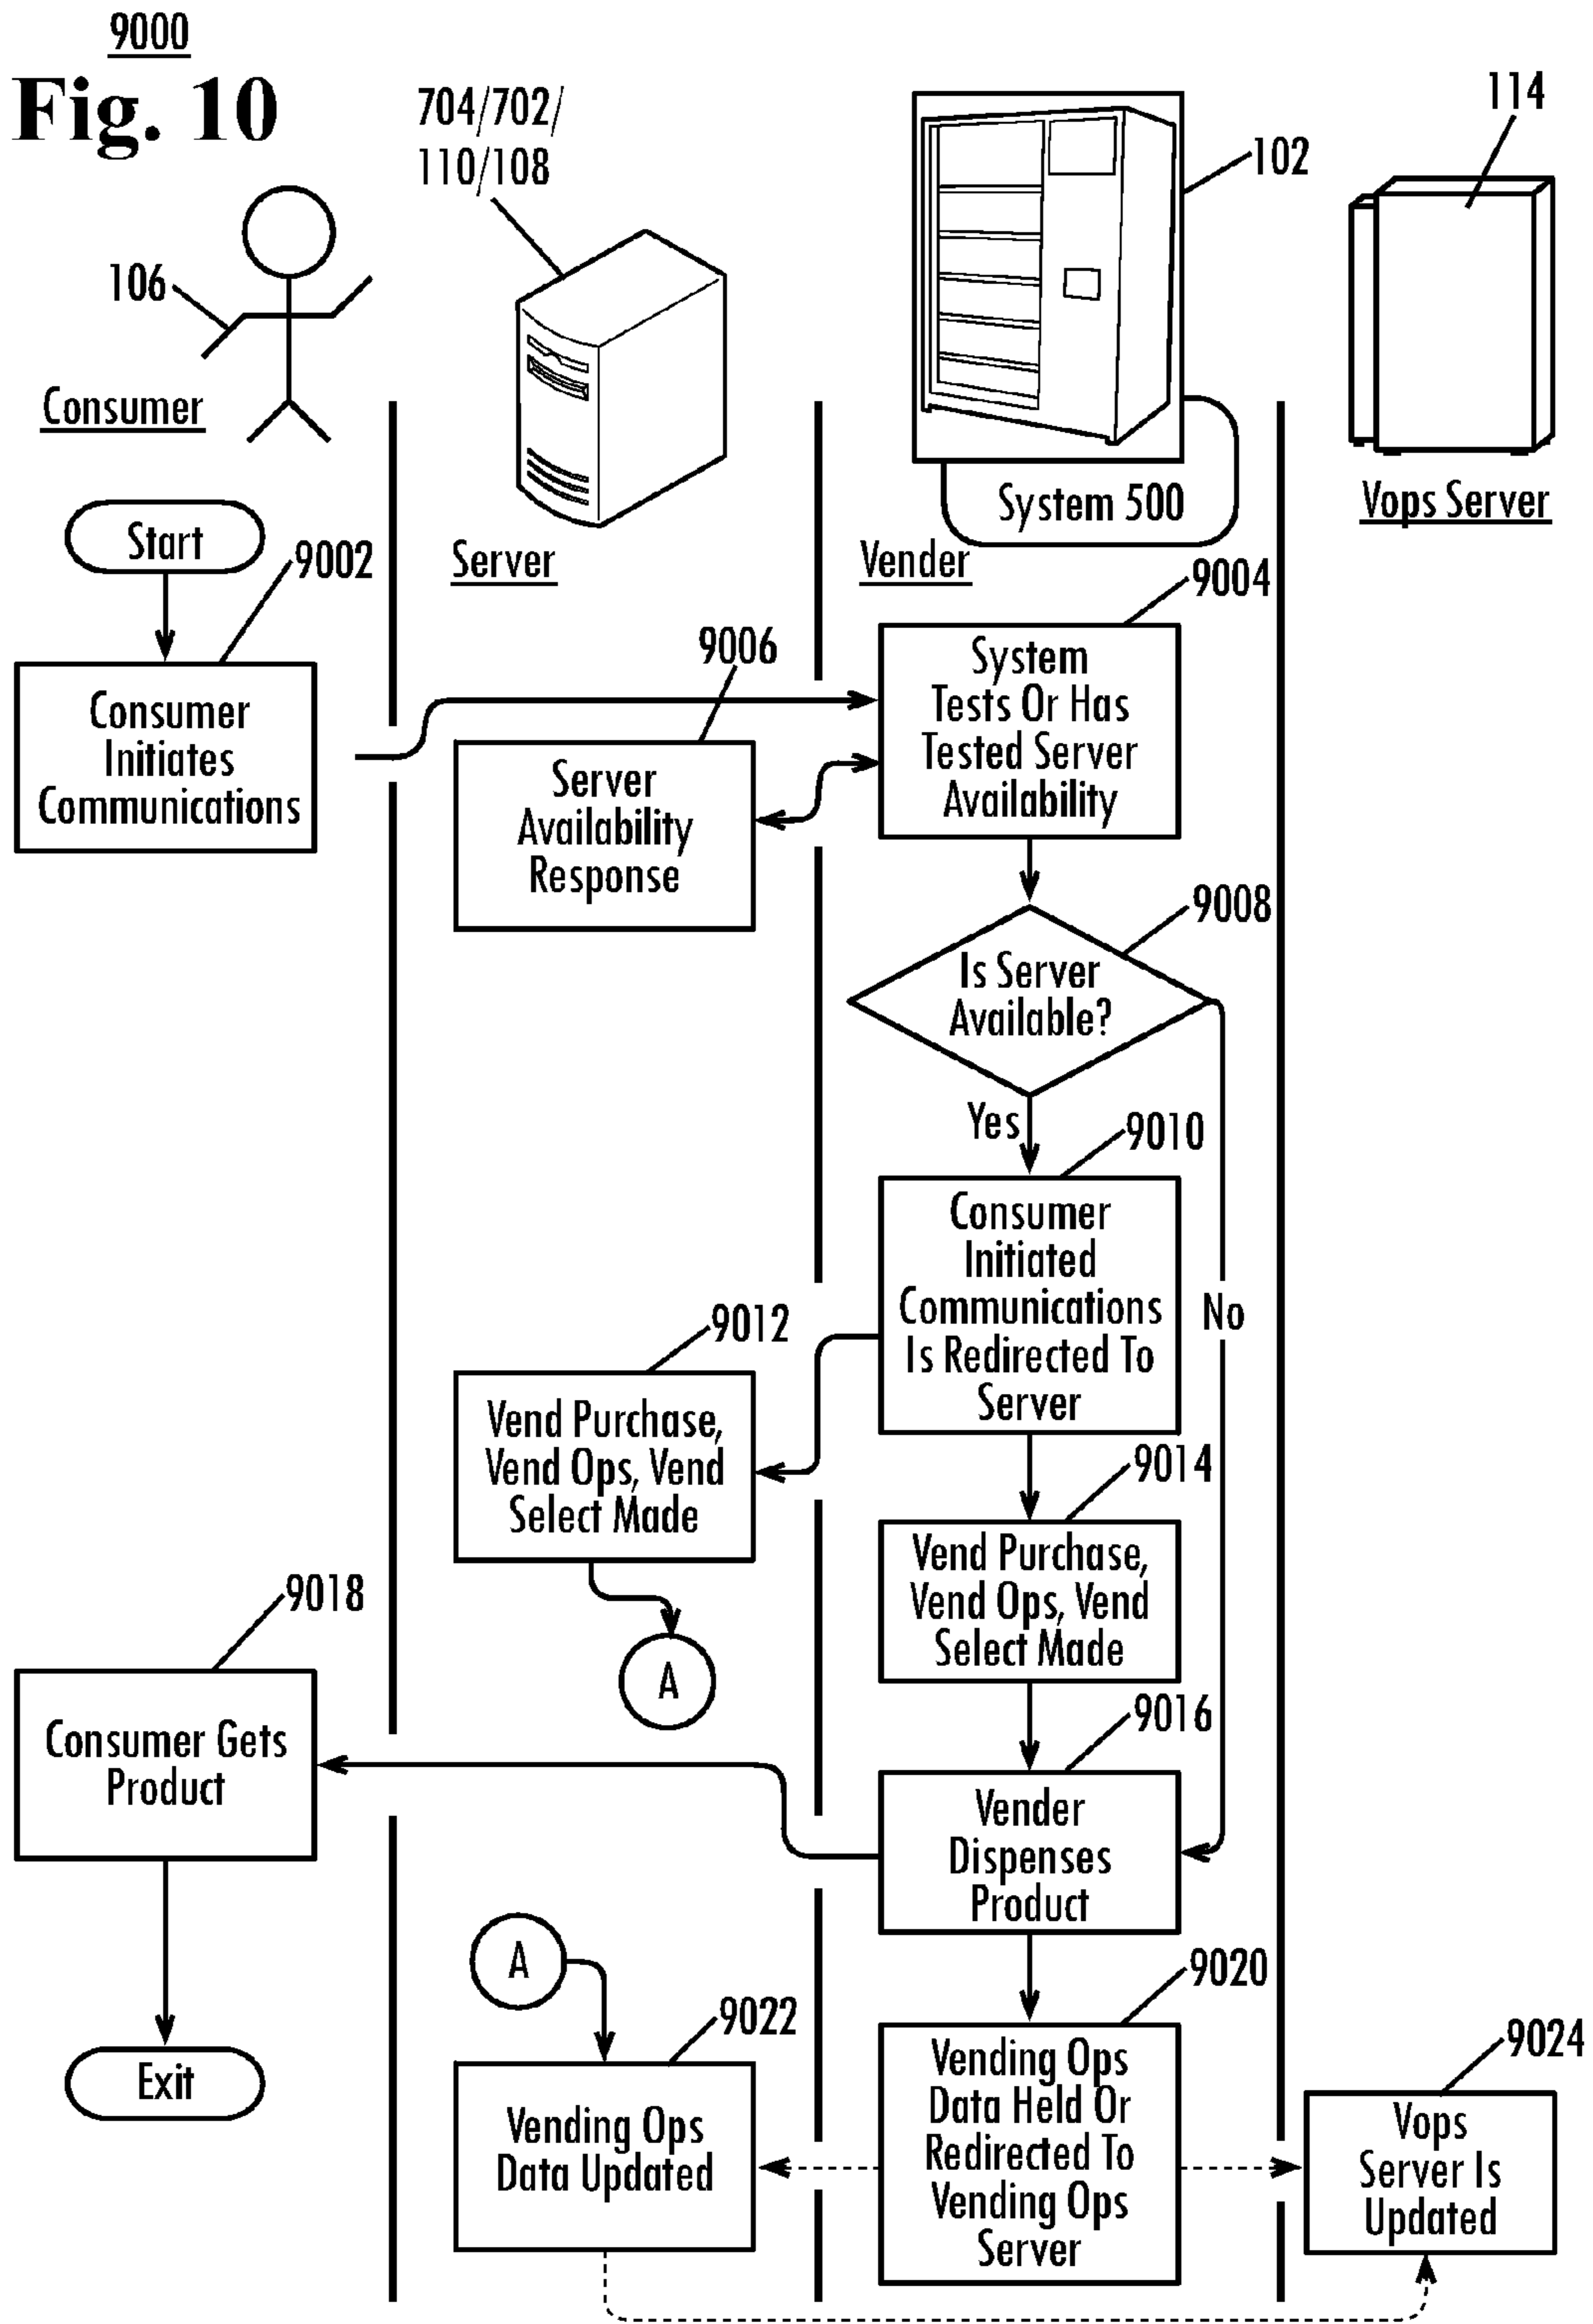 9000
Fig. 10
704/702/
110/108
102
114
106
Consumer
System 500
Vops Server
Start
9002
Server
Vender
9004
9006
System
Tests Or Has
Tested Server
Availability
Consumer
Initiates
Communications
Server
Availability
Response
9008
Is Server
Available?
Yes
9010
Consumer
Initiated
Communications
Is Redirected To
Server
No
9012
Vend Purchase,
Vend Ops, Vend
Select Made
9014
Vend Purchase,
Vend Ops, Vend
Select Made
9018
A
9016
Consumer Gets
Product
Vender
Dispenses
Product
A
9020
9022
9024
Exit
Vending Ops
Data Updated
Vending Ops
Data Held Or
Redirected To
Vending Ops
Server
Vops
Server Is
Updated